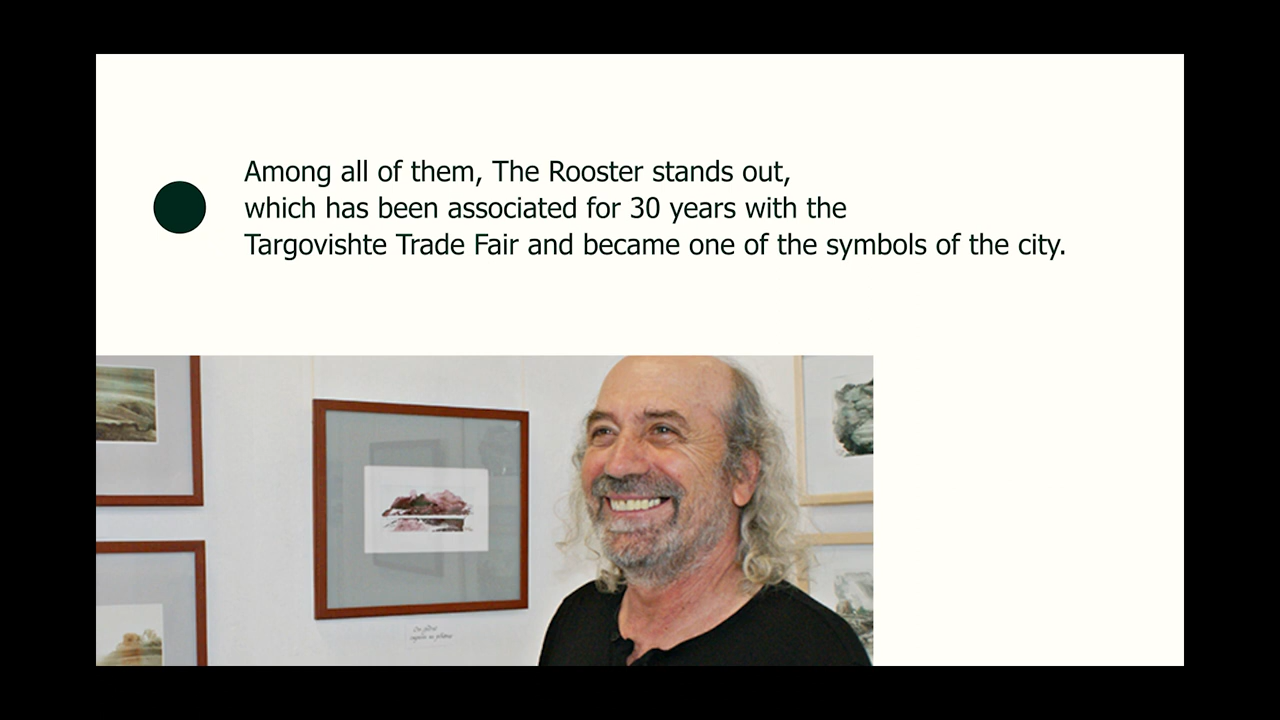 Among all of them, The Rooster stands out,
which has been associated for 30 years with the
Targovishte Trade Fair and became one of the symbols of the city.